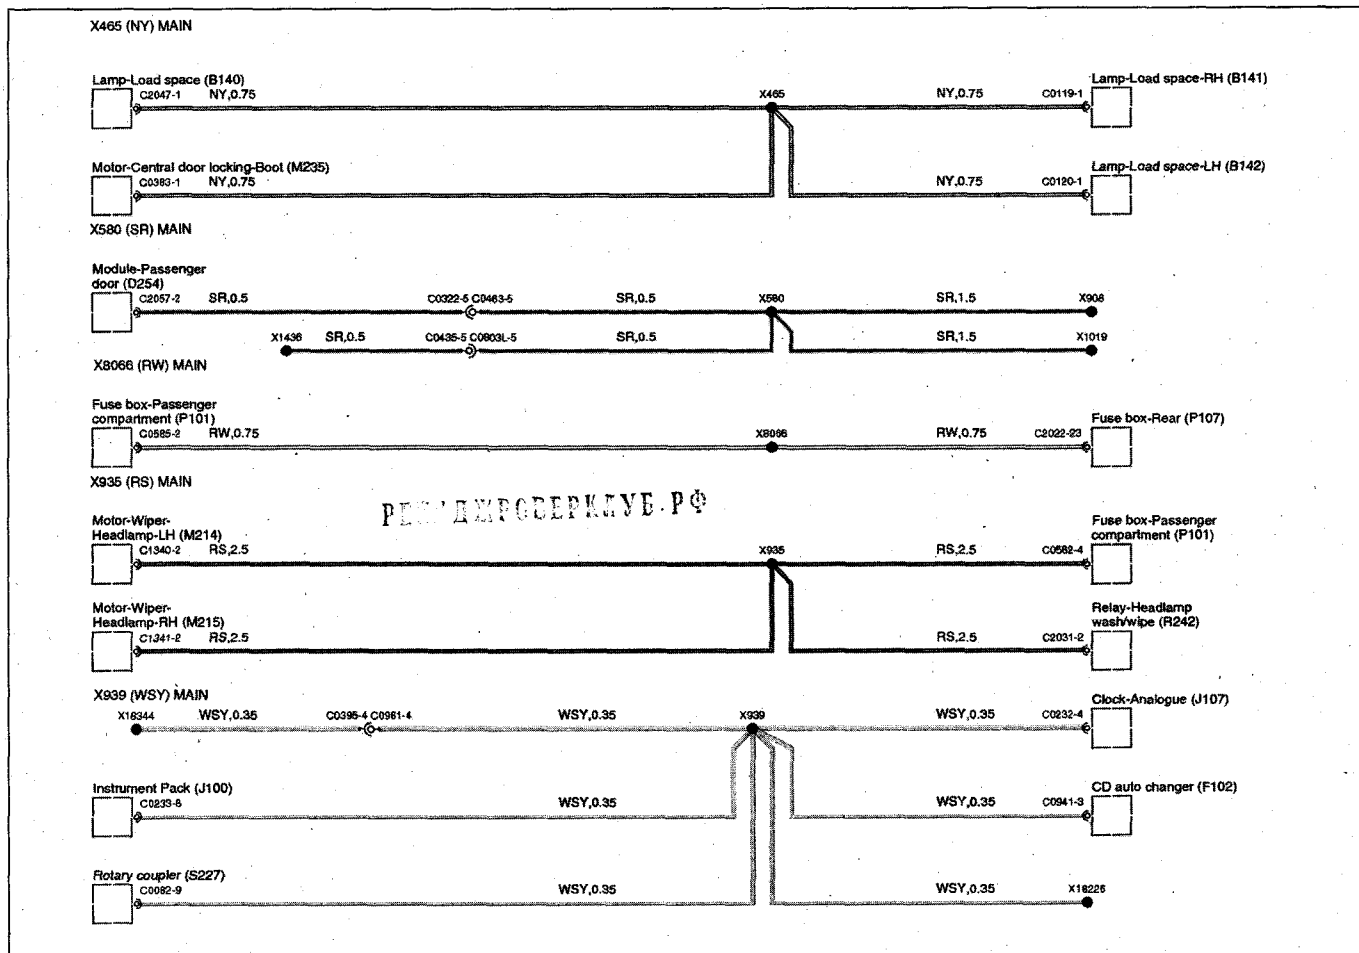 X465 (NY) MAIN
Lamp-Load space (B140)
C2047-1 NY,0.75 X465 NY,0.75 C0119-1
Lamp-Load space-RH (B141)
Motor-Central door locking-Boot (M235)
C0383-1 NY,0.75 NY,0.75 C0120-1
Lamp-Load space-LH (B142)
X580 (SR) MAIN
Module-Passenger
door (D254)
C2057-2 SR,0.5 C0322-5 C0463-5 SR,0.5 X580 SR,1.5 X908
X1436 SR,0.5 C0435-5 C0803L-5 SR,0.5 SR,1.5 X1019
X8066 (RW) MAIN
Fuse box-Passenger
compartment (P101)
C0585-2 RW,0.75 X8066 RW,0.75 C2022-23
Fuse box-Rear (P107)
X935 (RS) MAIN
Motor-Wiper-
Headlamp-LH (M214)
C1340-2 RS,2.5 X935 RS,2.5 C0582-4
Fuse box-Passenger
compartment (P101)
Motor-Wiper-
Headlamp-RH (M215)
C1341-2 RS,2.5 RS,2.5 C2031-2
Relay-Headlamp
wash/wipe (R242)
X939 (WSY) MAIN
X18344 WSY,0.35 C0395-4 C0961-4 WSY,0.35 X939 WSY,0.35 C0232-4
Clock-Analogue (J107)
Instrument Pack (J100)
C0233-8 WSY,0.35 WSY,0.35 C0941-3
CD auto changer (F102)
Rotary coupler (S227)
C0082-9 WSY,0.35 WSY,0.35 X18226